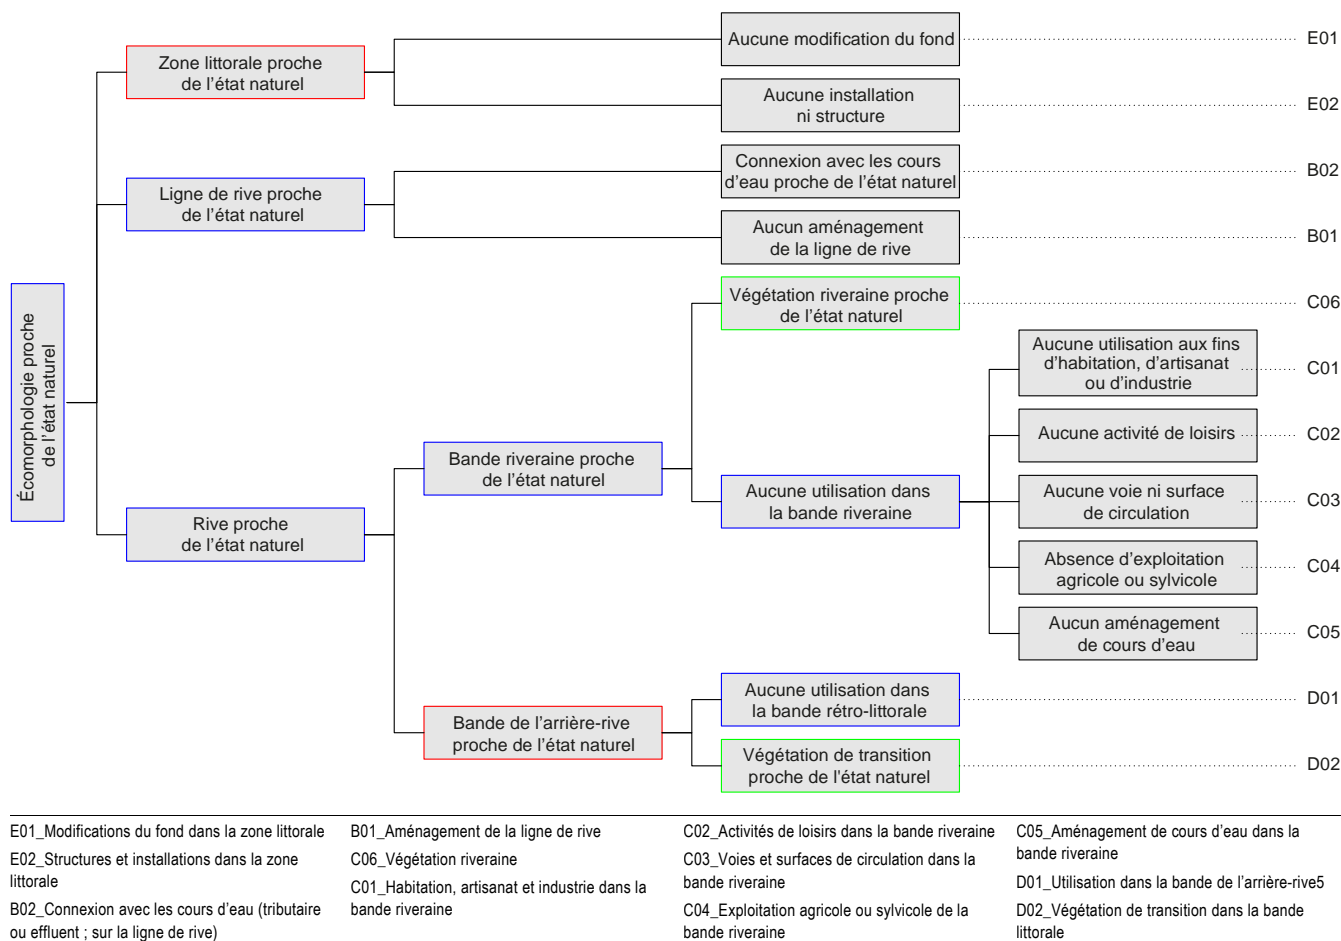 Aucune modification du fond
E01
Zone littorale proche
de l’état naturel
Aucune installation
ni structure
E02
Connexion avec les cours
d’eau proche de l’état naturel
B02
Ligne de rive proche
de l’état naturel
Aucun aménagement
de la ligne de rive
B01
Végétation riveraine proche
de l’état naturel
C06
Écomorphologie proche
de l’état naturel
Aucune utilisation aux fins
d’habitation, d’artisanat
ou d’industrie
C01
Aucune activité de loisirs
C02
Bande riveraine proche
de l’état naturel
Aucune utilisation dans
la bande riveraine
Aucune voie ni surface
de circulation
C03
Rive proche
de l’état naturel
Absence d’exploitation
agricole ou sylvicole
C04
Aucun aménagement
de cours d’eau
C05
Aucune utilisation dans
la bande rétro-littorale
D01
Bande de l’arrière-rive
proche de l’état naturel
Végétation de transition
proche de l'état naturel
D02
E01_Modifications du fond dans la zone littorale
E02_Structures et installations dans la zone
littorale
B02_Connexion avec les cours d’eau (tributaire
ou effluent ; sur la ligne de rive)
B01_Aménagement de la ligne de rive
C06_Végétation riveraine
C01_Habitation, artisanat et industrie dans la
bande riveraine
C02_Activités de loisirs dans la bande riveraine
C03_Voies et surfaces de circulation dans la
bande riveraine
C04_Exploitation agricole ou sylvicole de la
bande riveraine
C05_Aménagement de cours d’eau dans la
bande riveraine
D01_Utilisation dans la bande de l’arrière-rive5
D02_Végétation de transition dans la bande
littorale